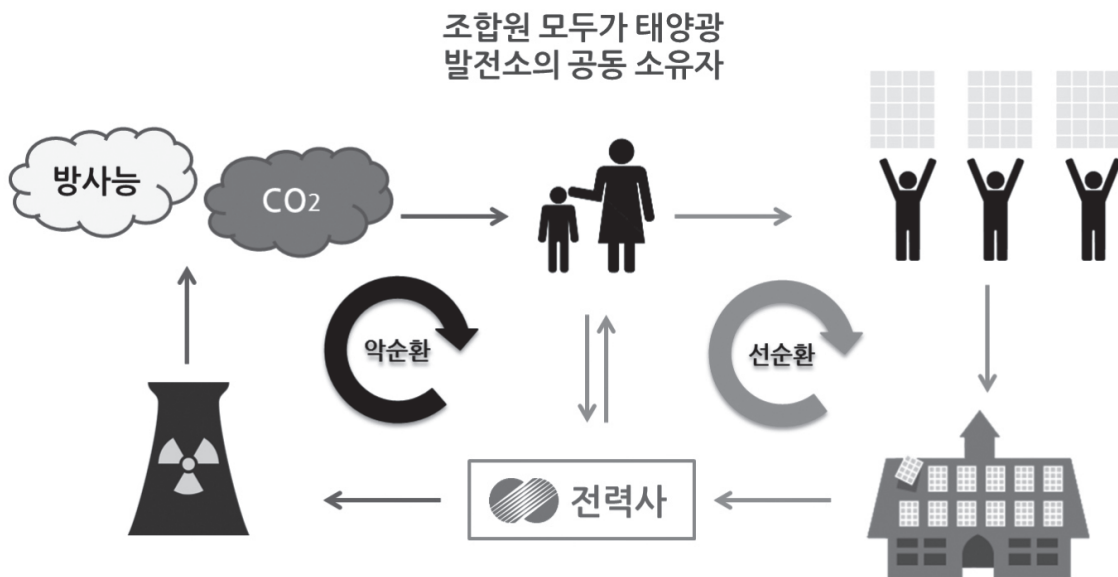 조합원 모두가 태양광
발전소의 공동 소유자
방사능
CO2
악순환
선순환
전력사